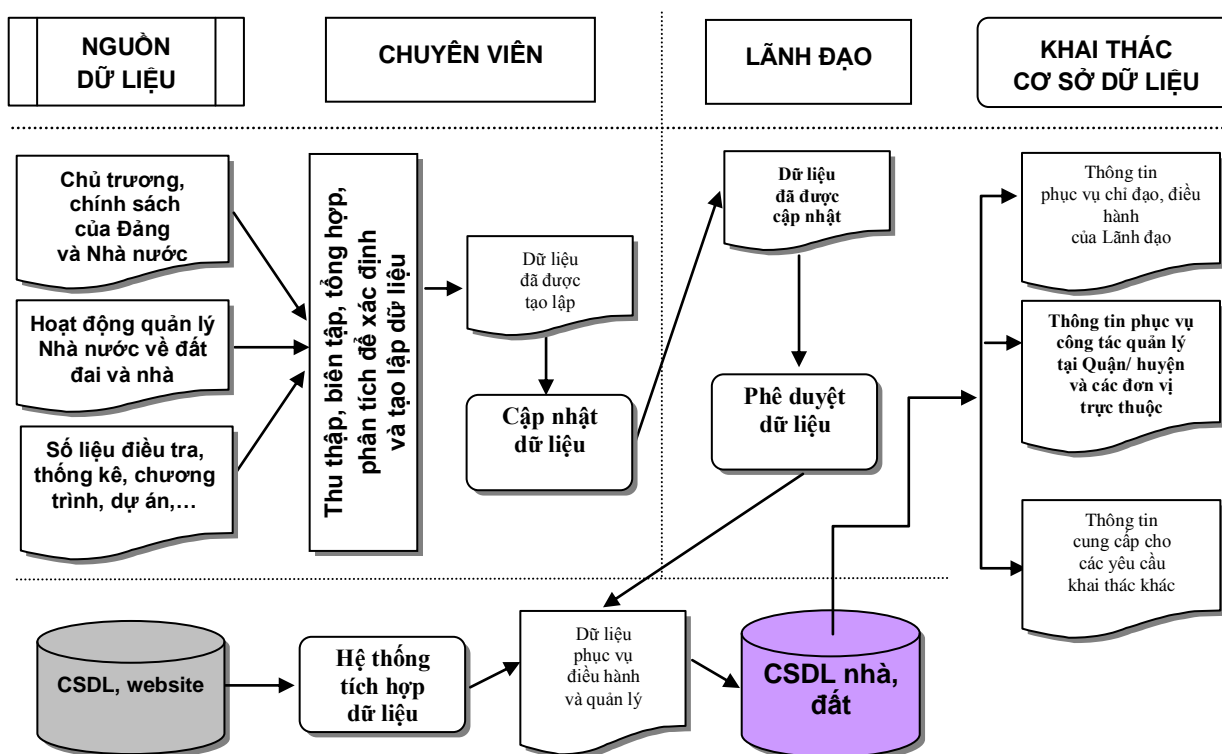 NGUỒN
DỮ LIỆU
CHUYÊN VIÊN
LÃNH ĐẠO
KHAI THÁC
CƠ SỞ DỮ LIỆU
Chủ trương,
chính sách
của Đảng
và Nhà nước
Hoạt động quản lý
Nhà nước về đất
đai và nhà
Số liệu điều tra,
thống kê, chương
trình, dự án,…
Thu thập, biên tập, tổng hợp,
phân tích để xác định
và tạo lập dữ liệu
Dữ liệu
đã được
tạo lập
Cập nhật
dữ liệu
Dữ liệu
đã được
cập nhật
Phê duyệt
dữ liệu
Thông tin
phục vụ chỉ đạo, điều
hành
của Lãnh đạo
Thông tin phục vụ
công tác quản lý
tại Quận/ huyện
và các đơn vị
trực thuộc
Thông tin
cung cấp cho
các yêu cầu
khai thác khác
CSDL, website
Hệ thống
tích hợp
dữ liệu
Dữ liệu
phục vụ
điều hành
và quản lý
CSDL nhà,
đất